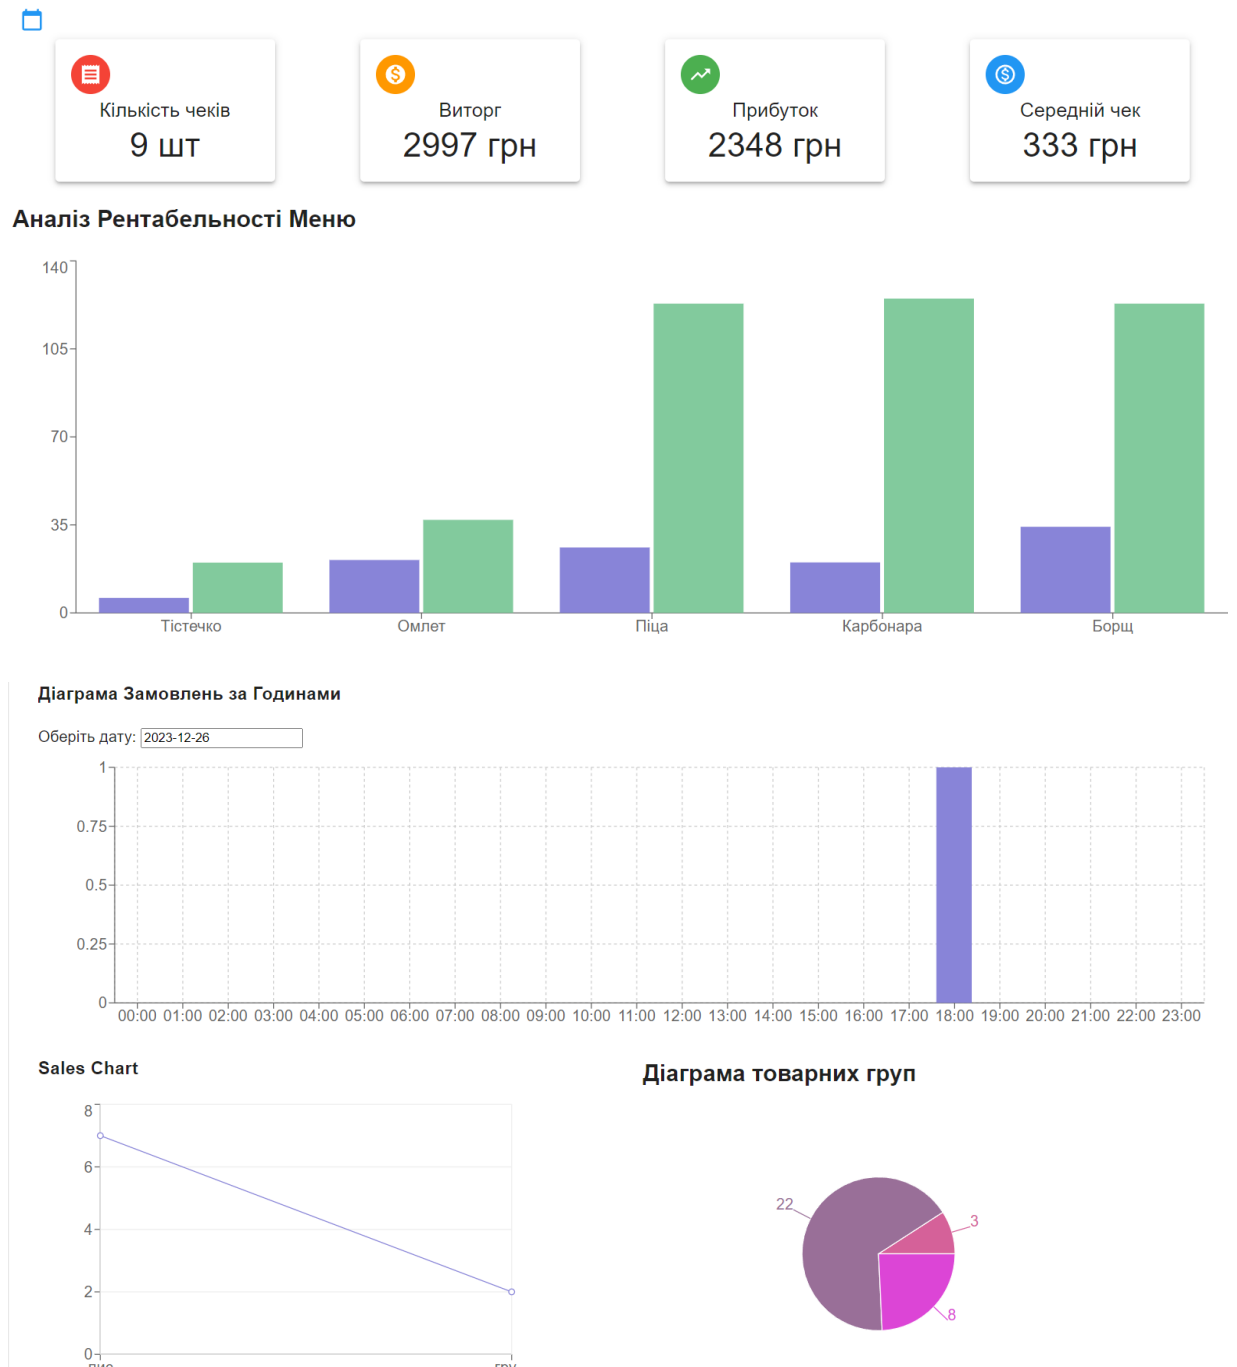 Кількість чеків
9 шт
Виторг
2997 грн
Прибуток
2348 грн
Середній чек
333 грн
Аналіз Рентабельності Меню
140
105
70
35
0
Тістечко Омлет Піца Карбонара Борщ
Діаграма Замовлень за Годинами
Оберіть дату: 2023-12-26
1
0.75
0.5
0.25
0
00:00 01:00 02:00 03:00 04:00 05:00 06:00 07:00 08:00 09:00 10:00 11:00 12:00 13:00 14:00 15:00 16:00 17:00 18:00 19:00 20:00 21:00 22:00 23:00
Sales Chart
8
6
4
2
0
Діаграма товарних груп
22
3
8